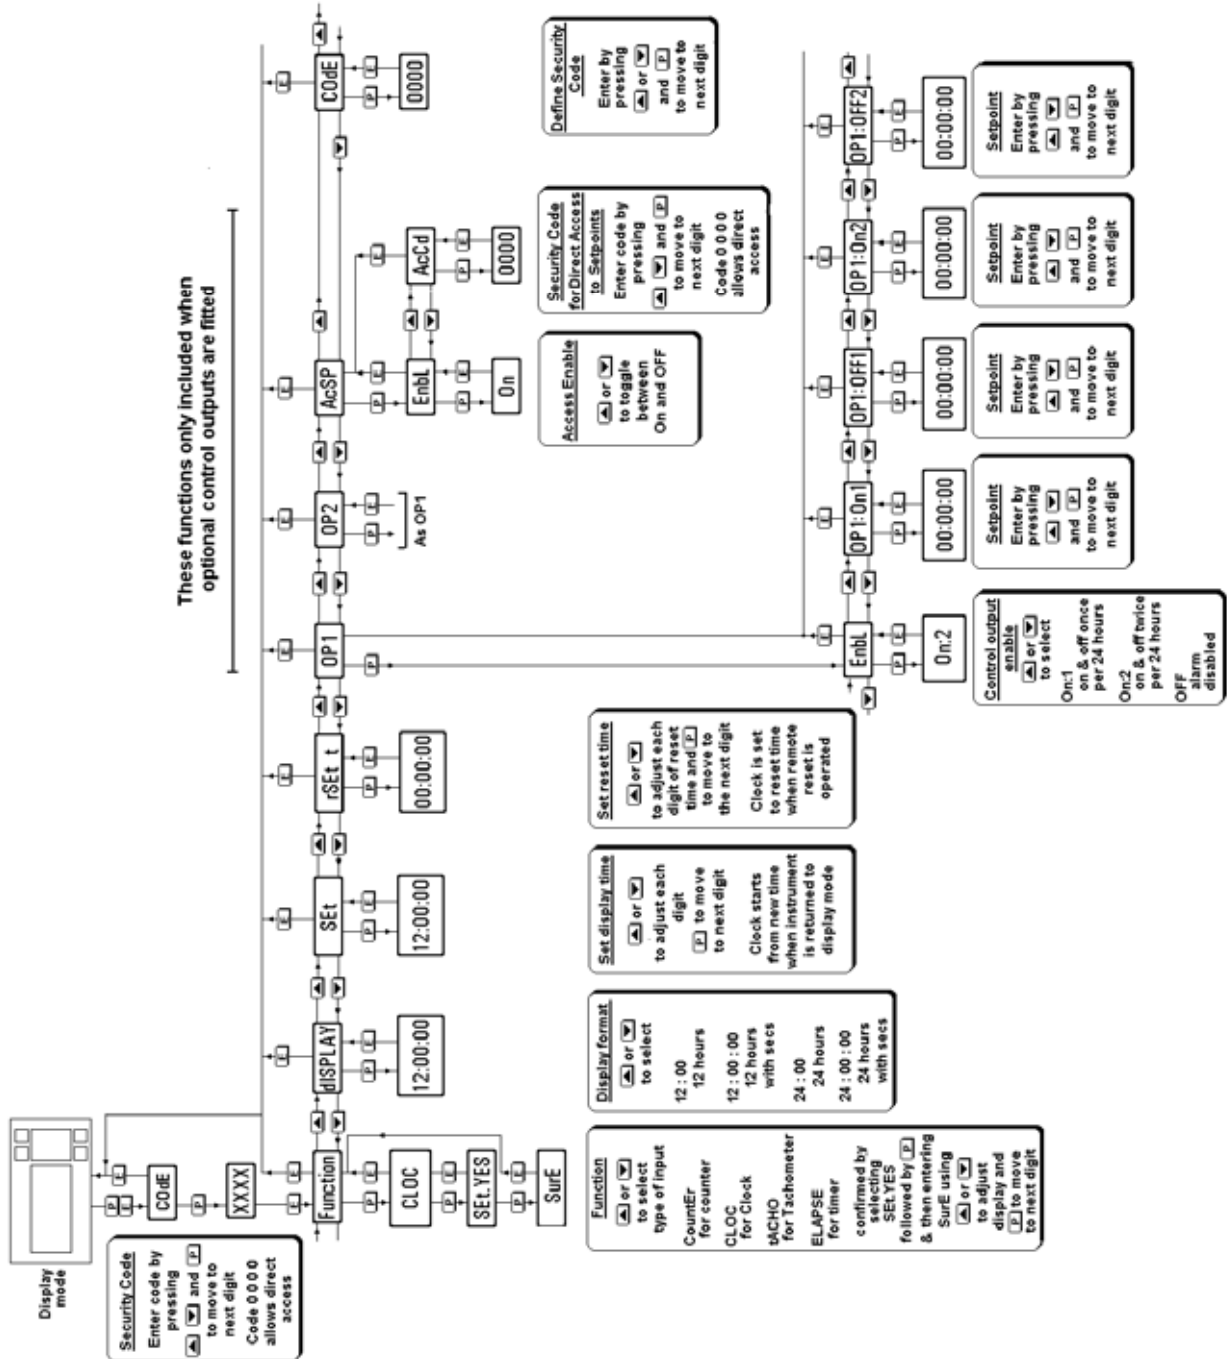 Display
mode
Security Code
Enter code by
pressing
▲ ▼ and P
to move to
next digit
Code 0 0 0 0
allows direct
access
P
E
E
COdE
P
XXXX
E
E
Function
P
E
CLOC
P
E
SEt.YES
P
E
SurE
Function
▲ or ▼
to select
type of input
CountEr
for counter
CLOC
for Clock
tACHO
for Tachometer
ELAPSE
for timer
confirmed by
selecting
SEt.YES
followed by P
& then entering
SurE using
▲ or ▼
to adjust
display and
P to move
to next digit
E
dISPLAY
P
E
12:00:00
Display format
▲ or ▼
to select
12 : 00
12 hours
12 : 00 : 00
12 hours
with secs
24 : 00
24 hours
24 : 00 : 00
24 hours
with secs
E
SEt
P
E
12:00:00
Set display time
▲ or ▼
to adjust each
digit
P to move
to next digit
Clock starts
from new time
when instrument
is returned to
display mode
E
rSEt t
P
E
00:00:00
Set reset time
▲ or ▼
to adjust each
digit of reset
time and P
to move to
the next digit
Clock is set
to reset time
when remote
reset is
operated
These functions only included when
optional control outputs are fitted
E
OP1
P
E
OP2
P
E
As OP1
E
AcSP
P
E
EnbL
P
E
On
Access Enable
▲ or ▼
to toggle
between
On and OFF
E
AcCd
P
E
0000
Security Code
for Direct Access
to Setpoints
Enter code by
pressing
▲ ▼ and P
to move to
next digit
Code 0 0 0 0
allows direct
access
E
COdE
P
E
0000
Define Security
Code
Enter by
pressing
▲ or ▼
and P
to move to
next digit
E
EnbL
P
E
On:2
Control output
enable
▲ or ▼
to select
On:1
on & off once
per 24 hours
On:2
on & off twice
per 24 hours
OFF
alarm
disabled
E
OP1:On1
P
E
00:00:00
Setpoint
Enter by
pressing
▲ ▼
and P
to move to
next digit
E
OP1:OFF1
P
E
00:00:00
Setpoint
Enter by
pressing
▲ ▼
and P
to move to
next digit
E
OP1:On2
P
E
00:00:00
Setpoint
Enter by
pressing
▲ ▼
and P
to move to
next digit
E
OP1:OFF2
P
E
00:00:00
Setpoint
Enter by
pressing
▲ ▼
and P
to move to
next digit